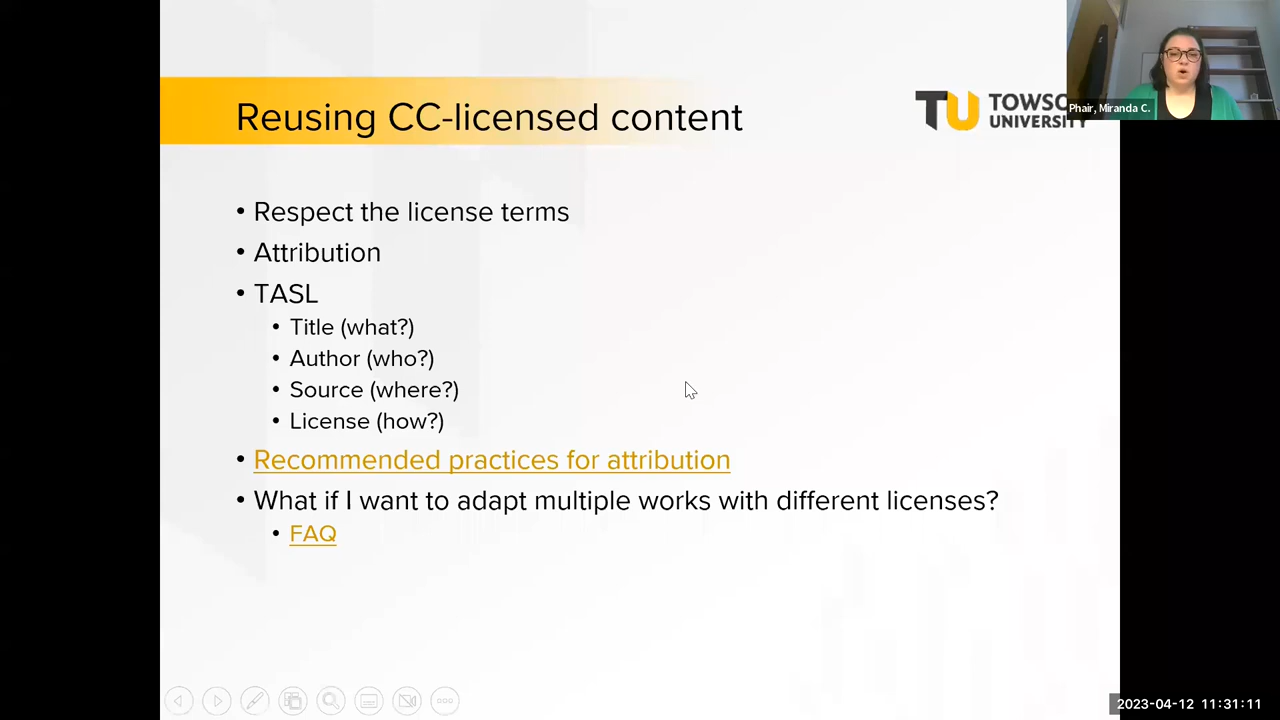 Reusing CC-licensed content
TU TOWSO
UNIVERSITY
Phair, Miranda C.
• Respect the license terms
• Attribution
• TASL
• Title (what?)
• Author (who?)
• Source (where?)
• License (how?)
• Recommended practices for attribution
• What if I want to adapt multiple works with different licenses?
• FAQ
2023-04-12 11:31:11